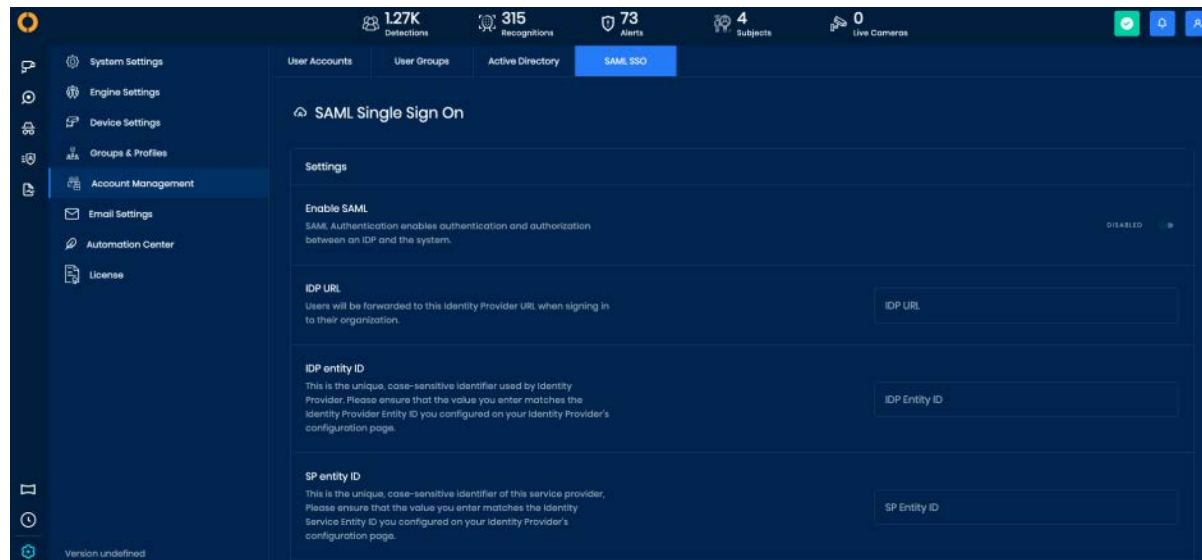 1.27K
Detections
315
Recognitions
73
Alerts
4
Subjects
0
Live Cameras
System Settings
Engine Settings
Device Settings
Groups & Profiles
Account Management
Email Settings
Automation Center
License
Version undefined
User Accounts
User Groups
Active Directory
SAML SSO
SAML Single Sign On
Settings
Enable SAML
SAML Authentication enables authentication and authorization
between an IDP and the system.
DISABLED
IDP URL
Users will be forwarded to this Identity Provider URL when signing in
to their organization.
IDP URL
IDP entity ID
This is the unique, case-sensitive identifier used by Identity
Provider. Please ensure that the value you enter matches the
Identity Provider Entity ID you configured on your Identity Provider's
configuration page.
IDP Entity ID
SP entity ID
This is the unique, case-sensitive identifier of this service provider,
Please ensure that the value you enter matches the Identity
Service Entity ID you configured on your Identity Provider's
configuration page.
SP Entity ID